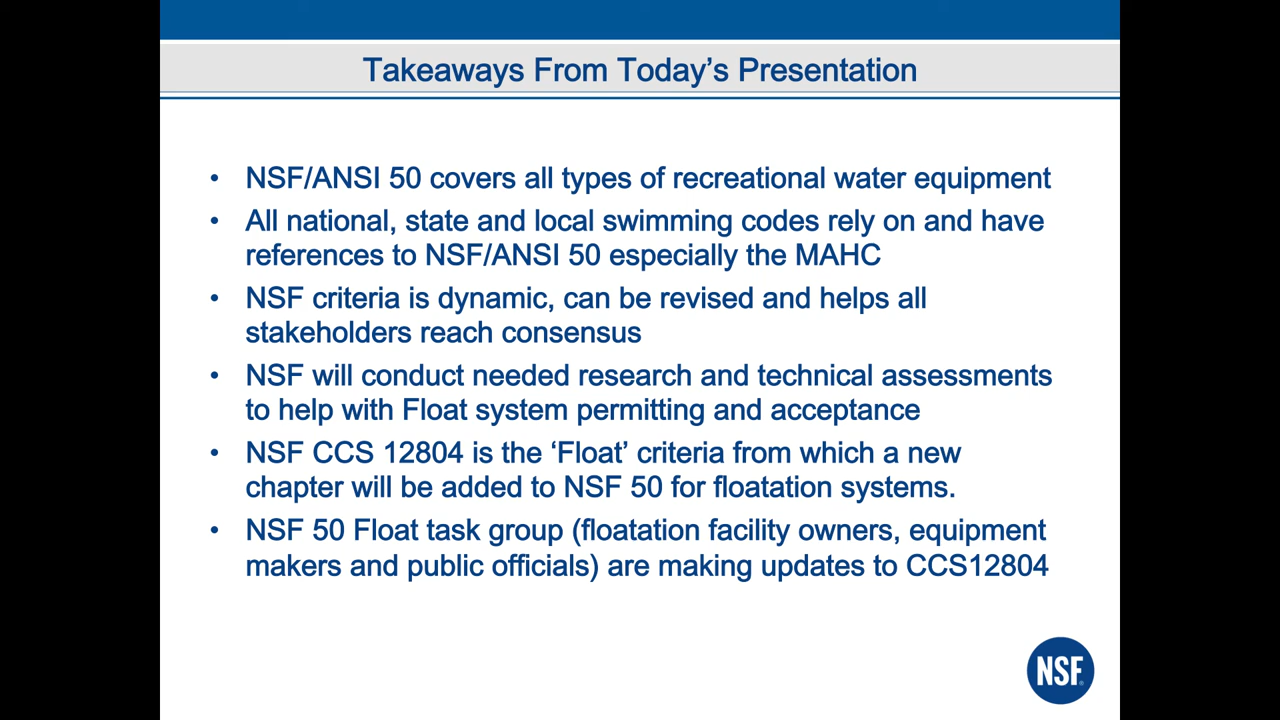 Takeaways From Today's Presentation
• NSF/ANSI 50 covers all types of recreational water equipment
• All national, state and local swimming codes rely on and have
references to NSF/ANSI 50 especially the MAHC
• NSF criteria is dynamic, can be revised and helps all
stakeholders reach consensus
• NSF will conduct needed research and technical assessments
to help with Float system permitting and acceptance
• NSF CCS 12804 is the ‘Float’ criteria from which a new
chapter will be added to NSF 50 for floatation systems.
• NSF 50 Float task group (floatation facility owners, equipment
makers and public officials) are making updates to CCS12804
NSF®